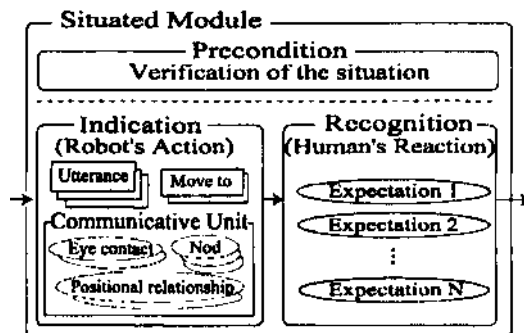 Situated Module
Precondition
Verification of the situation
Indication
(Robot's Action)
Utterance
Move to
Communicative Unit
Eye contact
Nod
Positional relationship
Recognition
(Human's Reaction)
Expectation 1
Expectation 2
⋮
Expectation N